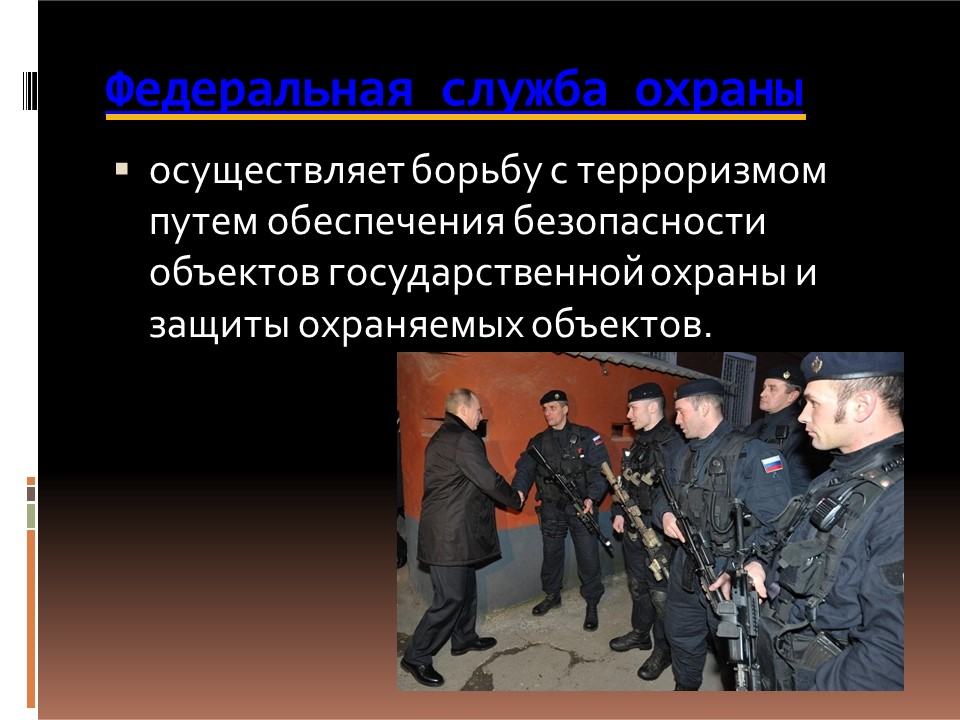 Федеральная служба охраны
осуществляет борьбу с терроризмом
путем обеспечения безопасности
объектов государственной охраны и
защиты охраняемых объектов.